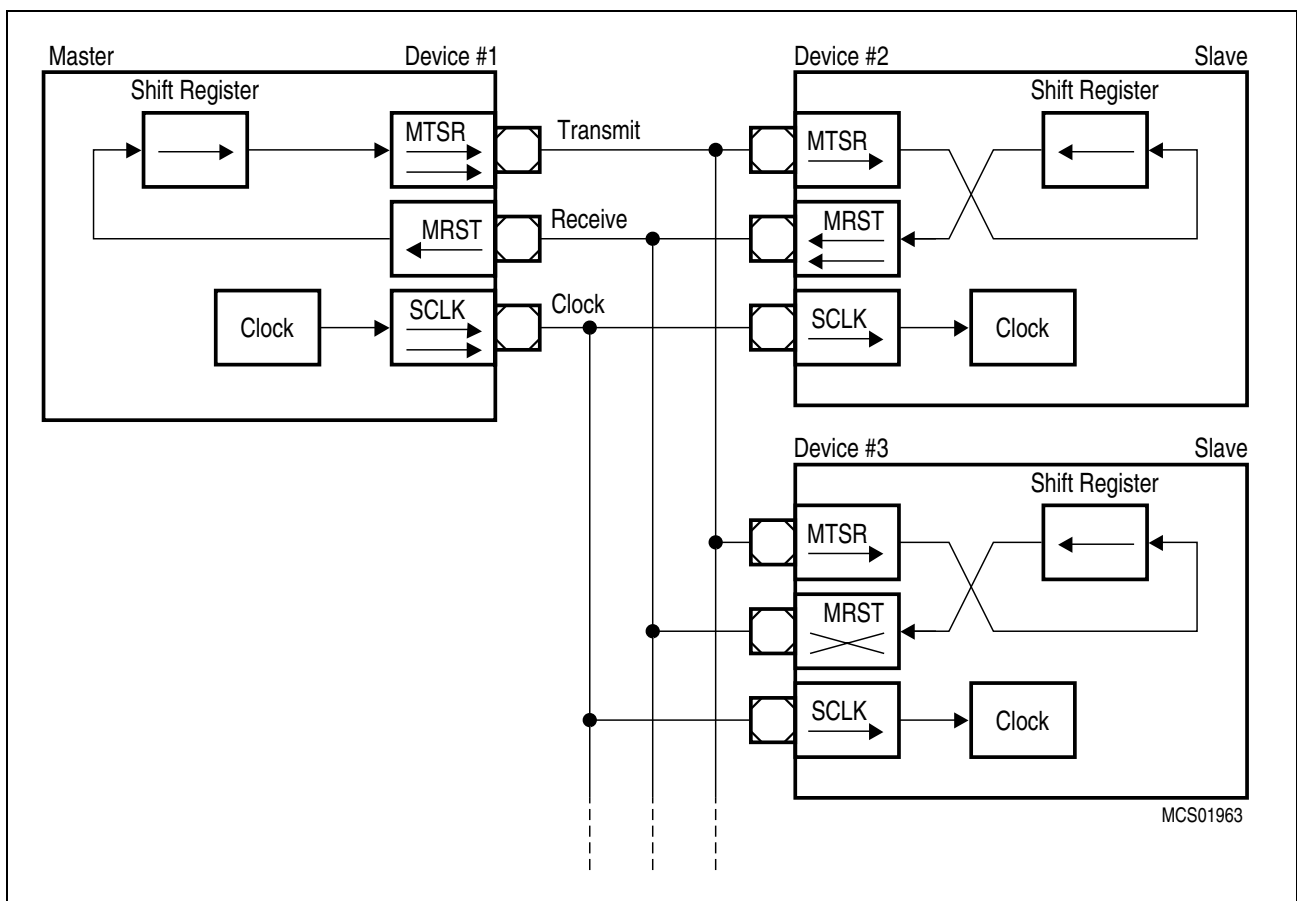 Master Device #1
Shift Register
MTSR
Transmit
MRST
Receive
Clock
SCLK
Clock
Device #2 Slave
Shift Register
MTSR
MRST
SCLK
Clock
Device #3 Slave
Shift Register
MTSR
MRST
SCLK
Clock
MCS01963